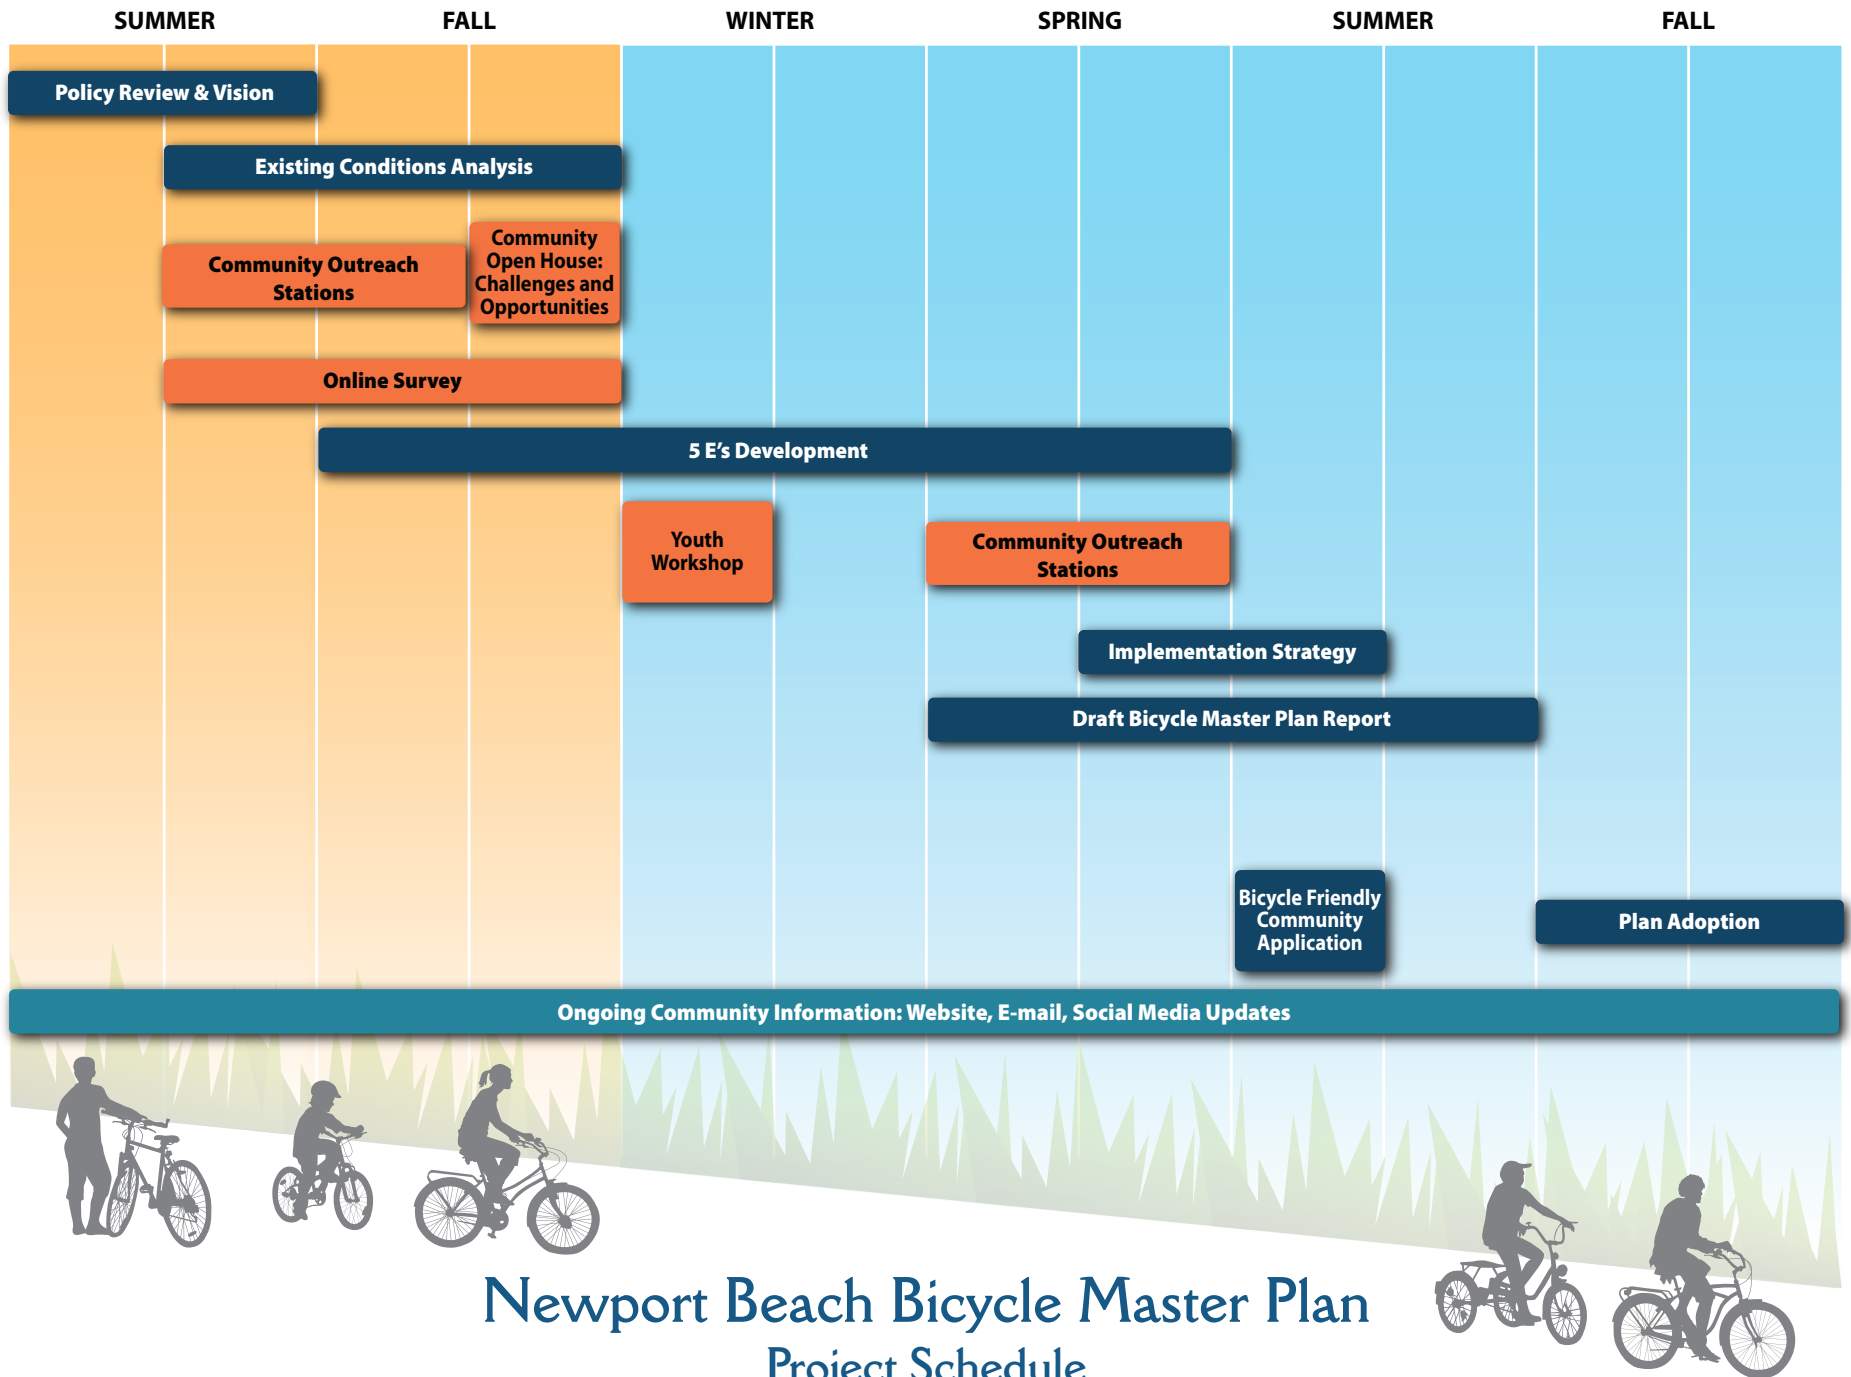 SUMMER FALL WINTER SPRING SUMMER FALL
Policy Review & Vision
Existing Conditions Analysis
Community Outreach
Stations
Community
Open House:
Challenges and
Opportunities
Online Survey
5 E's Development
Youth
Workshop
Community Outreach
Stations
Implementation Strategy
Draft Bicycle Master Plan Report
Bicycle Friendly
Community
Application
Plan Adoption
Ongoing Community Information: Website, E-mail, Social Media Updates
Newport Beach Bicycle Master Plan
Project Schedule